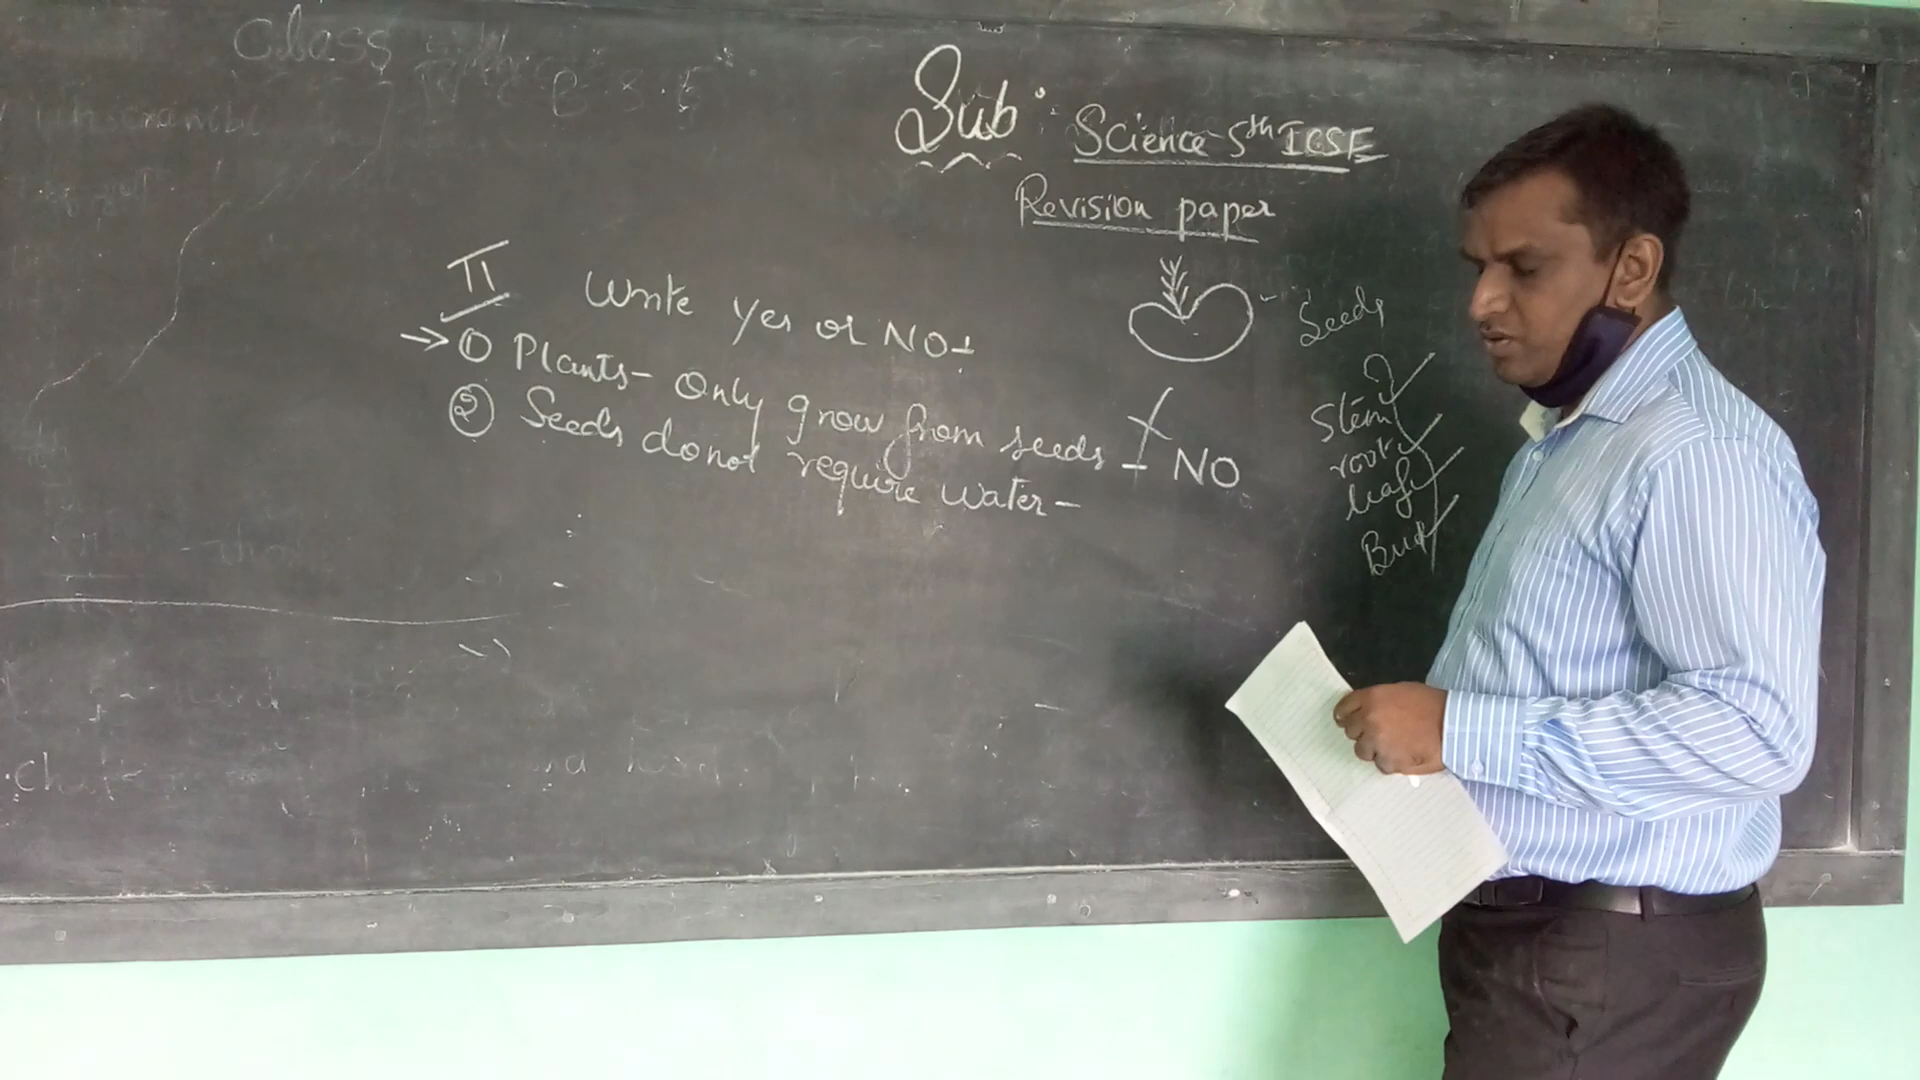 Class
Sub: Science-5th ICSE
Revision paper
II Write Yes or NO:-
→ ① Plants- Only grow from seeds - NO
② Seeds do not require water-
Seeds
Stem
root
leaf
Bud